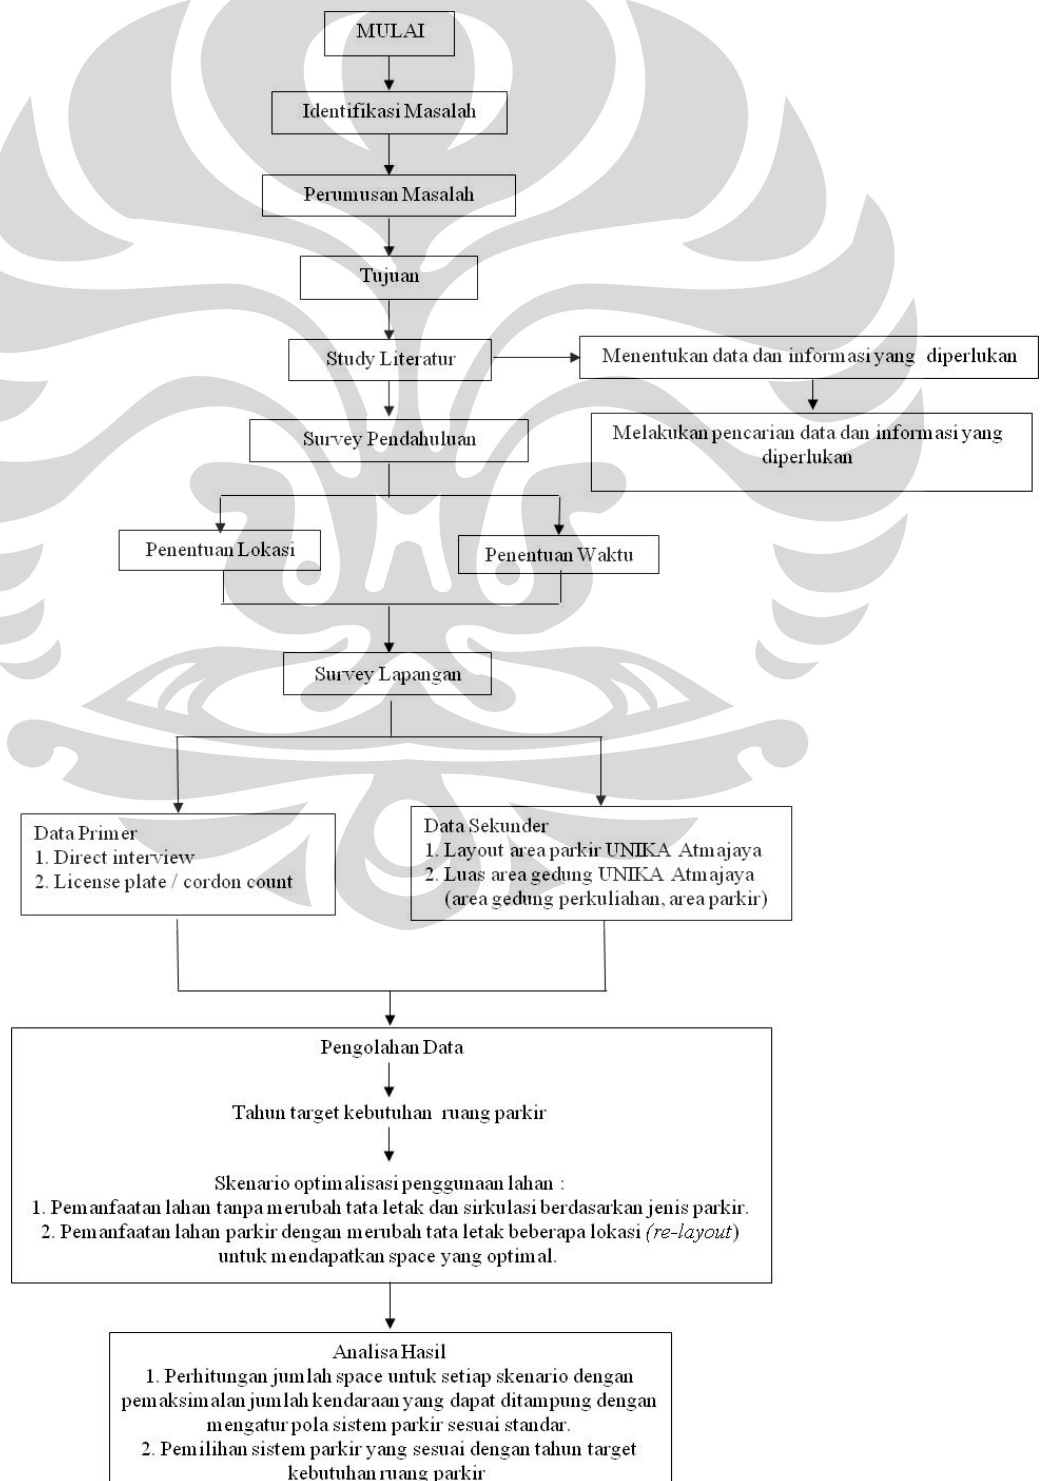 MULAI
Identifikasi Masalah
Perumusan Masalah
Tujuan
Study Literatur
Menentukan data dan informasi yang diperlukan
Melakukan pencarian data dan informasi yang
diperlukan
Survey Pendahuluan
Penentuan Lokasi
Penentuan Waktu
Survey Lapangan
Data Primer
1. Direct interview
2. License plate / cordon count
Data Sekunder
1. Layout area parkir UNIKA Atmajaya
2. Luas area gedung UNIKA Atmajaya
(area gedung perkuliahan, area parkir)
Pengolahan Data
Tahun target kebutuhan ruang parkir
Skenario optimalisasi penggunaan lahan :
1. Pemanfaatan lahan tanpa merubah tata letak dan sirkulasi berdasarkan jenis parkir.
2. Pemanfaatan lahan parkir dengan merubah tata letak beberapa lokasi (re-layout)
untuk mendapatkan space yang optimal.
Analisa Hasil
1. Perhitungan jumlah space untuk setiap skenario dengan
pemaksimalan jumlah kendaraan yang dapat ditampung dengan
mengatur pola sistem parkir sesuai standar.
2. Pemilihan sistem parkir yang sesuai dengan tahun target
kebutuhan ruang parkir